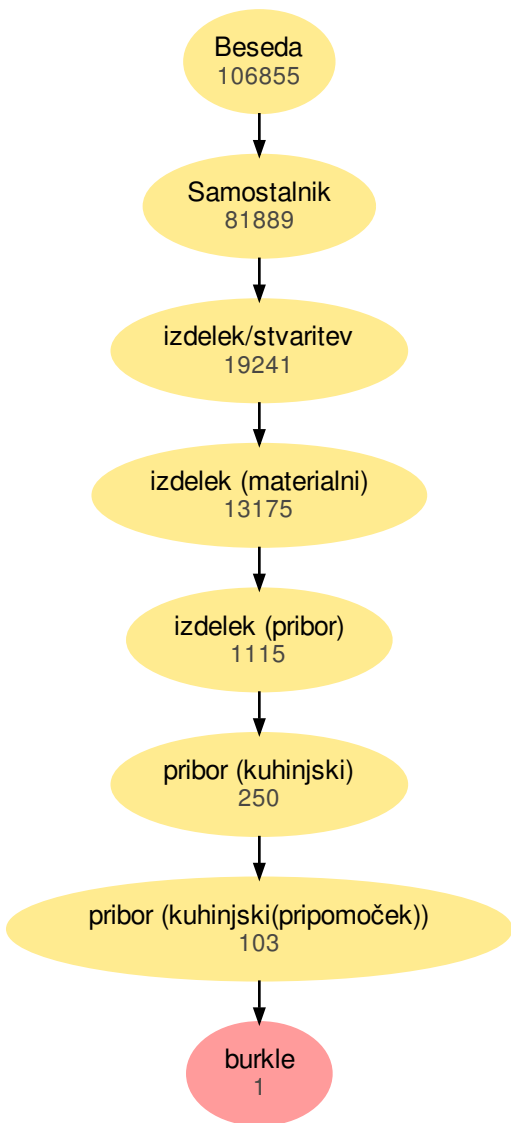 Beseda
106855
Samostalnik
81889
izdelek/stvaritev
19241
izdelek (materialni)
13175
izdelek (pribor)
1115
pribor (kuhinjski)
250
pribor (kuhinjski(pripomoček))
103
burkle
1